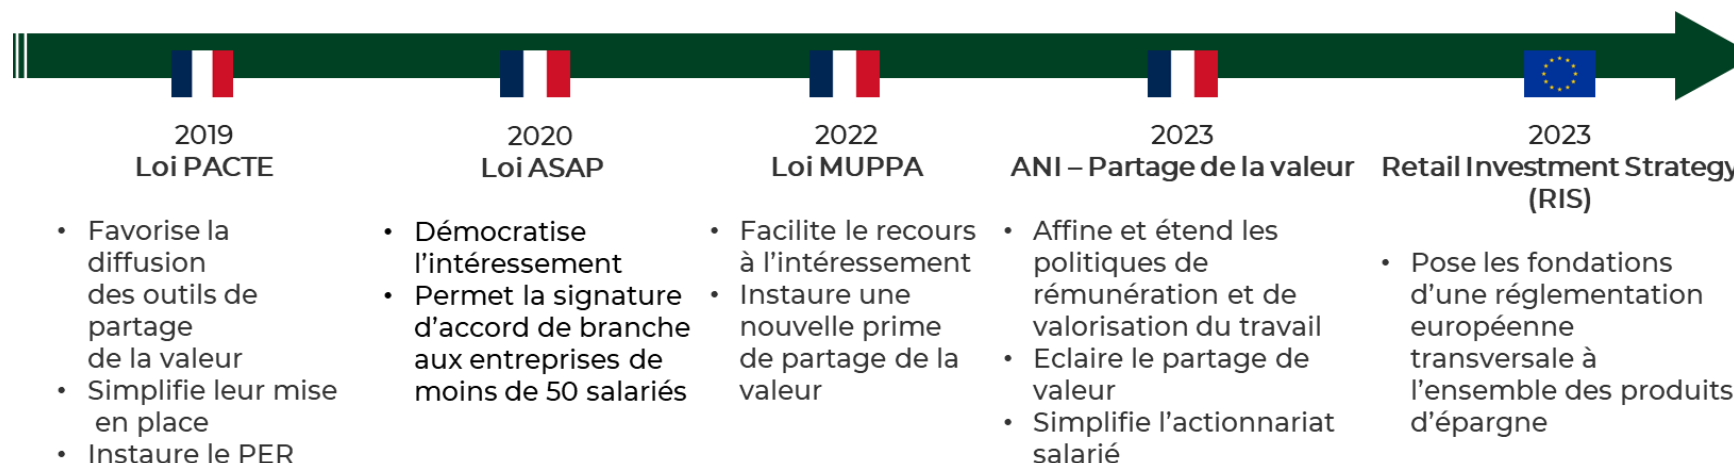 2019
Loi PACTE
• Favorise la
diffusion
des outils de
partage
de la valeur
• Simplifie leur mise
en place
• Instaure le PER
2020
Loi ASAP
• Démocratise
l'intéressement
• Permet la signature
d'accord de branche
aux entreprises de
moins de 50 salariés
2022
Loi MUPPA
• Facilite le recours
à l'intéressement
• Instaure une
nouvelle prime
de partage de la
valeur
2023
ANI – Partage de la valeur
• Affine et étend les
politiques de
rémunération et de
valorisation du travail
• Eclaire le partage de
valeur
• Simplifie l'actionnariat
salarié
2023
Retail Investment Strategy
(RIS)
• Pose les fondations
d'une réglementation
européenne
transversale à
l'ensemble des produits
d'épargne